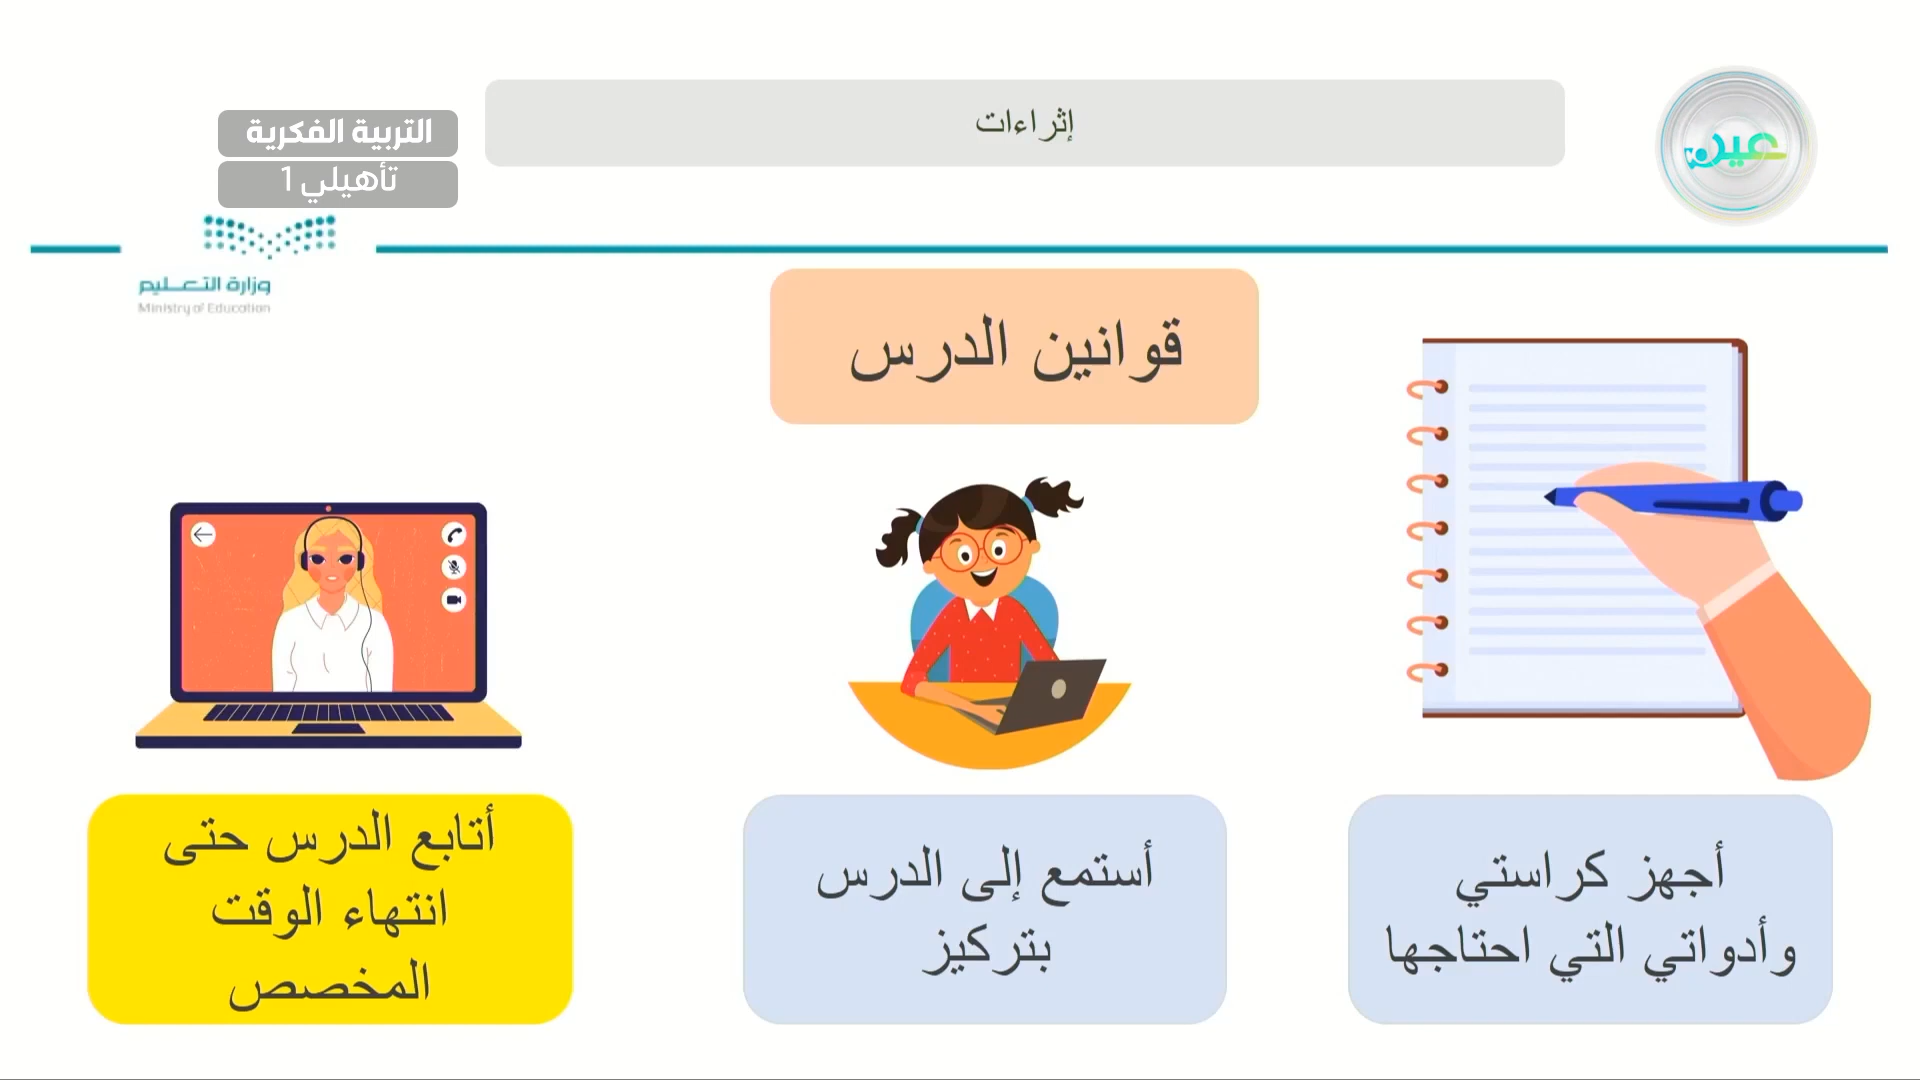 إثراءات
عين
التربية الفكرية
تأهيلي 1
وزارة التعليم
Ministry of Education
قوانين الدرس
أجهز كراستي
وأدواتي التي احتاجها
أستمع إلى الدرس
بتركيز
أتابع الدرس حتى
انتهاء الوقت
المخصص